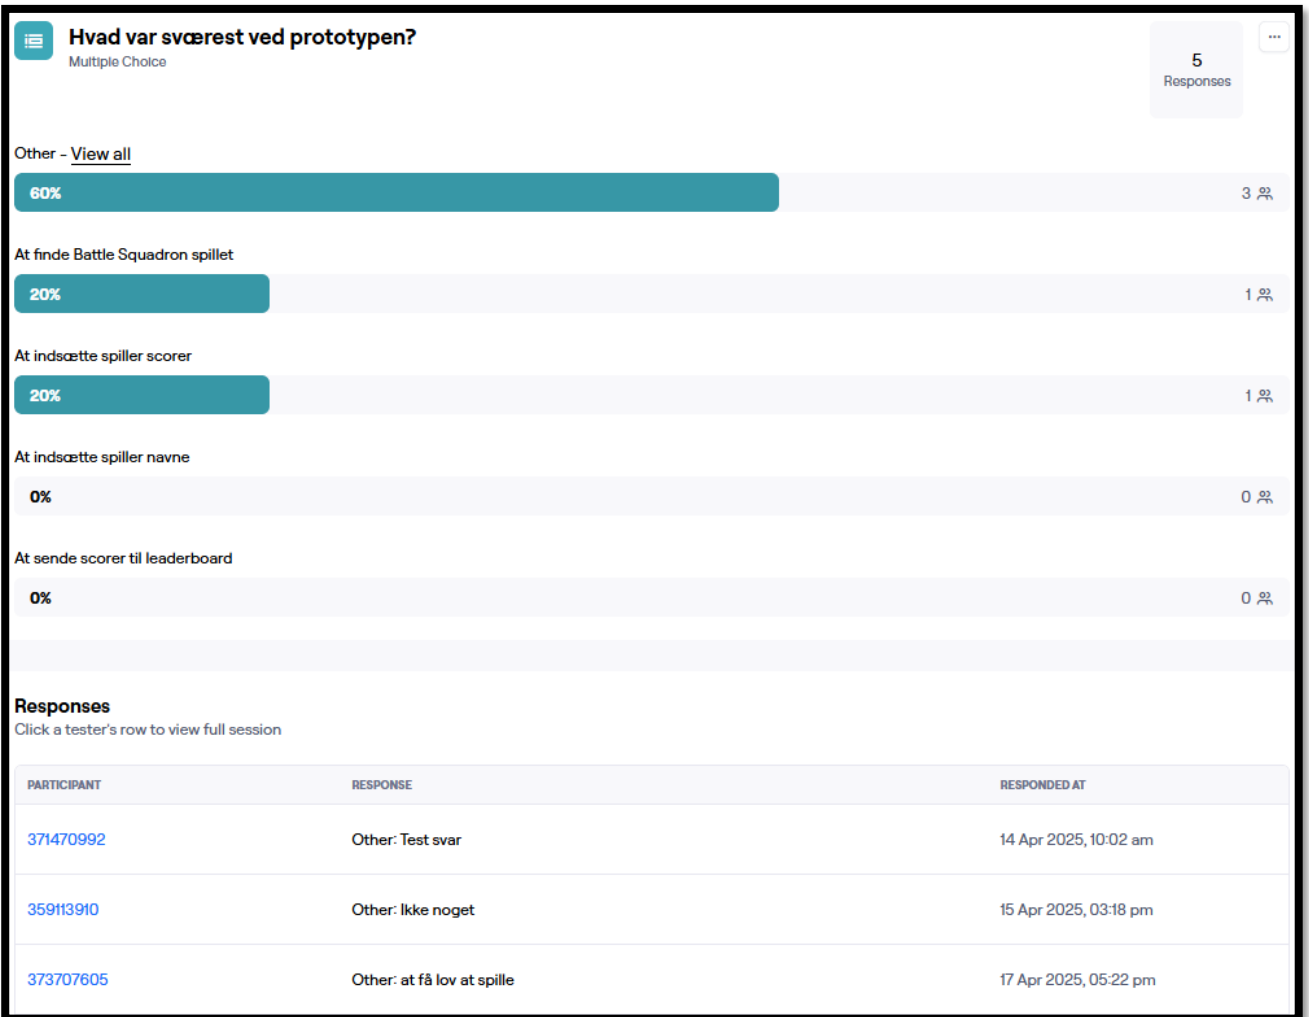 Hvad var sværest ved prototypen?
Multiple Choice
5
Responses
Other - View all
60%
3
At finde Battle Squadron spillet
20%
1
At indsætte spiller scorer
20%
1
At indsætte spiller navne
0%
0
At sende scorer til leaderboard
0%
0
Responses
Click a tester's row to view full session
PARTICIPANT RESPONSE RESPONDED AT
371470992 Other: Test svar 14 Apr 2025, 10:02 am
359113910 Other: Ikke noget 15 Apr 2025, 03:18 pm
373707605 Other: at få lov at spille 17 Apr 2025, 05:22 pm